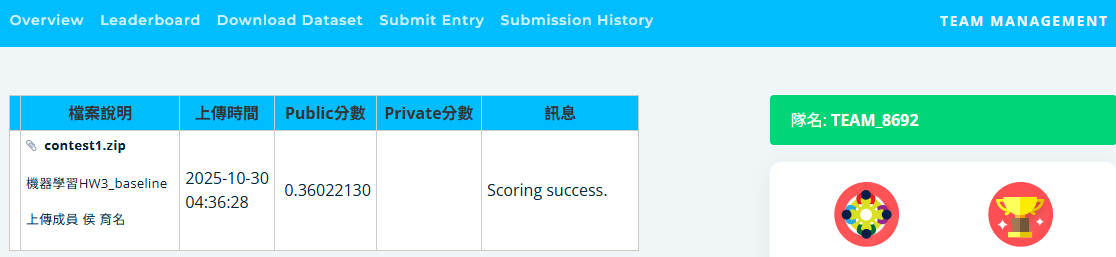 Overview Leaderboard Download Dataset Submit Entry Submission History TEAM MANAGEMENT
檔案說明 上傳時間 Public分數 Private分數 訊息
contest1.zip
機器學習HW3_baseline
上傳成員 侯 育名
2025-10-30
04:36:28
0.36022130
Scoring success.
隊名: TEAM_8692